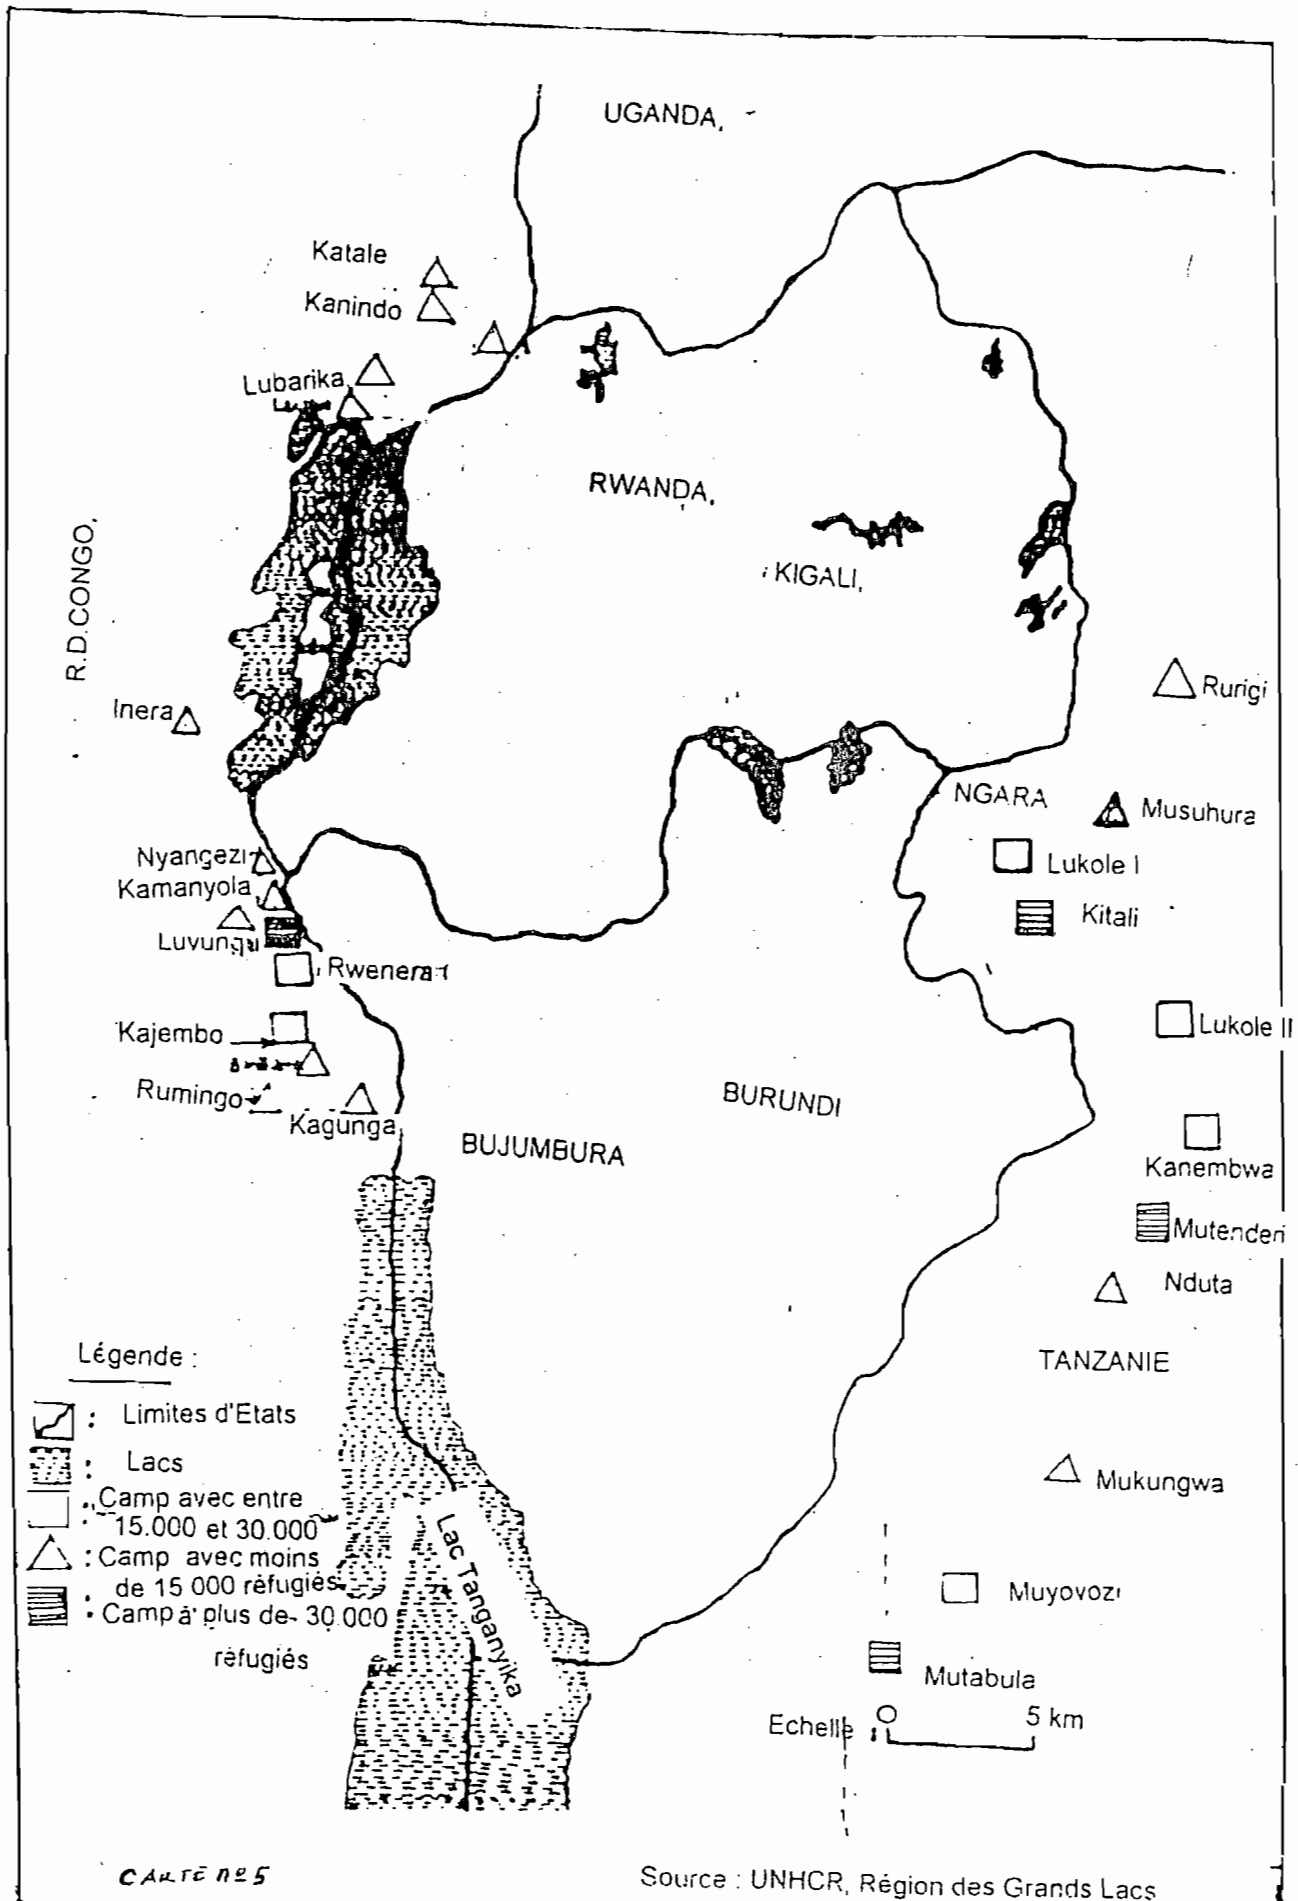 UGANDA,
Katale
Kanindo
Lubarika
RWANDA,
KIGALI,
R.D.CONGO,
Inera
Rurigi
NGARA
Musuhura
Lukole I
Kitali
Nyangezi
Kamanyola
Luvungi
Rwenera
Kajembo
Rumingo
Kagunga
Lukole II
BURUNDI
BUJUMBURA
Kanembwa
Mutenderi
Nduta
TANZANIE
Mukungwa
Muyovozi
Mutabula
Lac Tanganyika
Légende :
: Limites d'Etats
: Lacs
: Camp avec entre
15.000 et 30.000
: Camp avec moins
de 15 000 réfugiés
: Camp à plus de 30.000
réfugiés
Echelle : 0 5 km
CARTE n° 5
Source : UNHCR, Région des Grands Lacs